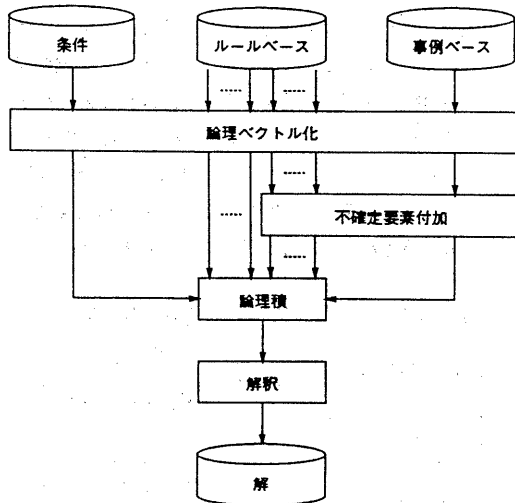 条件
ルールベース
事例ベース
論理ベクトル化
不確定要素付加
論理積
解釈
解